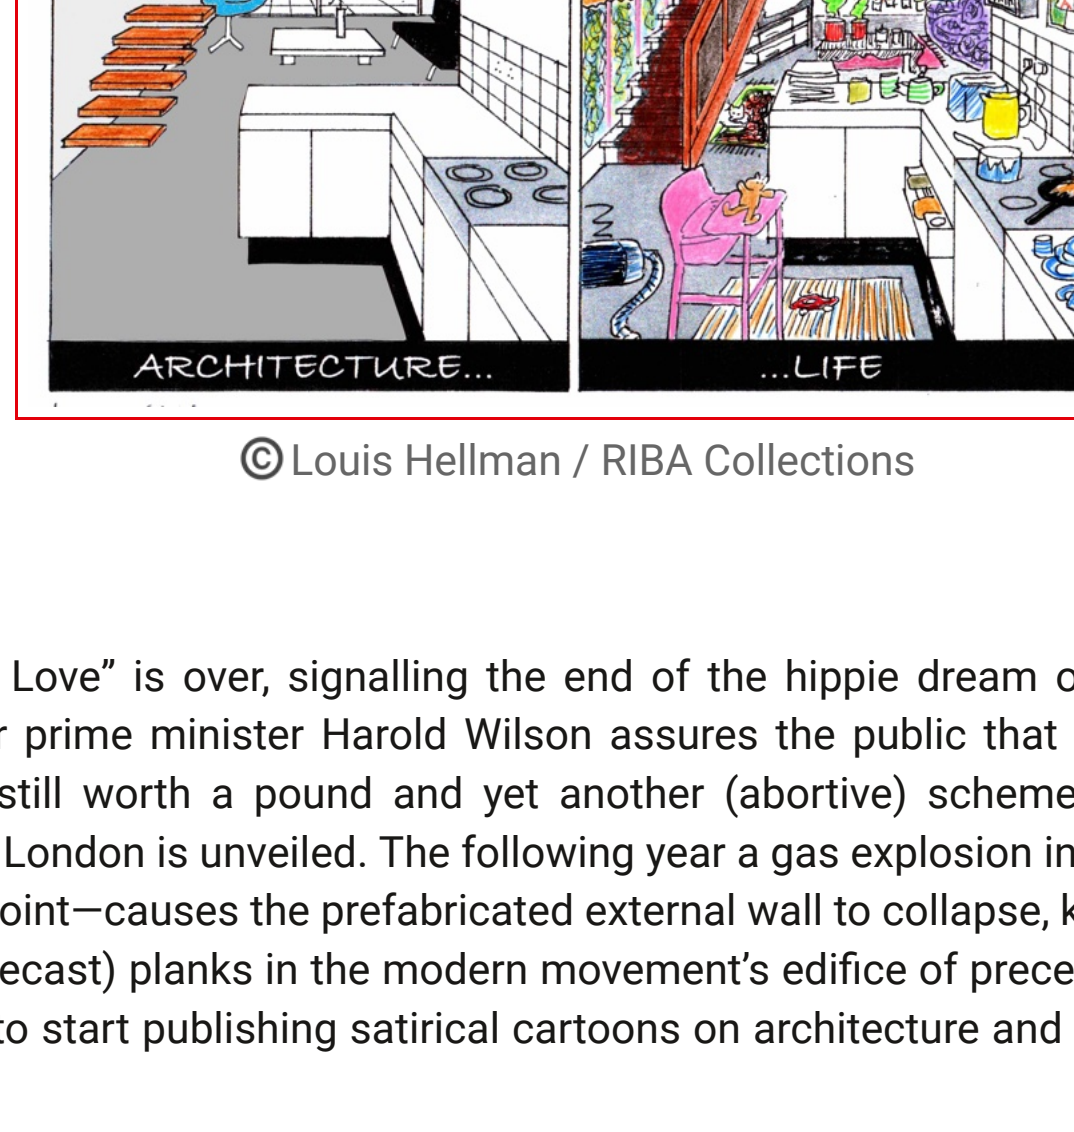 ARCHITECTURE...
...LIFE
© Louis Hellman / RIBA Collections
Love” is over, signalling the end of the hippie dream
prime minister Harold Wilson assures the public that
still worth a pound and yet another (abortive) scheme
London is unveiled. The following year a gas explosion in
oint—causes the prefabricated external wall to collapse,
ecast) planks in the modern movement’s edifice of prece
to start publishing satirical cartoons on architecture and